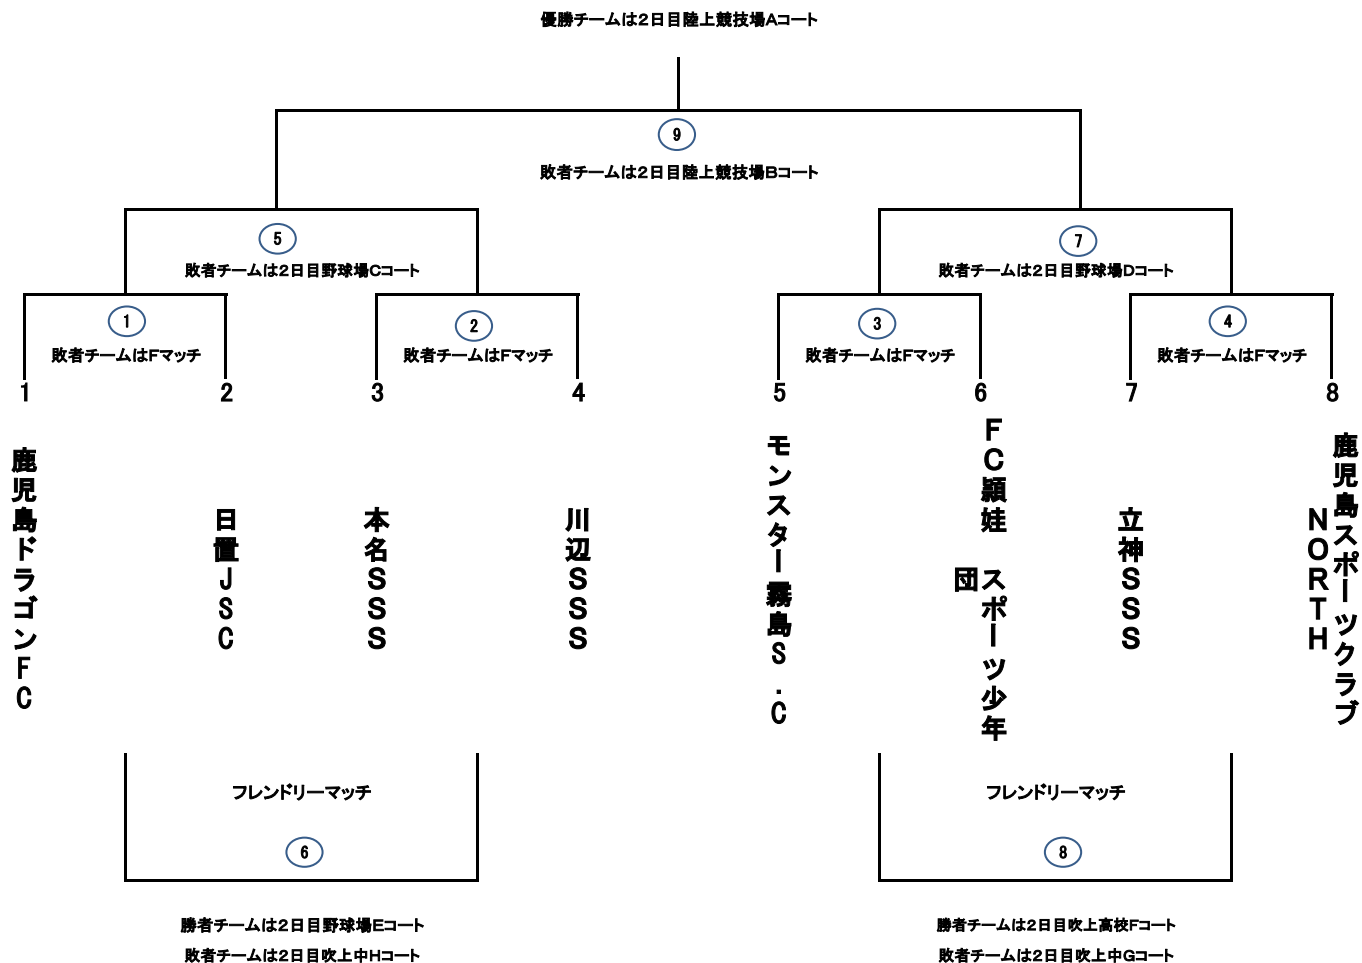 優勝チームは２日目陸上競技場Aコート
9
敗者チームは２日目陸上競技場Bコート
5
7
敗者チームは２日目野球場Cコート
敗者チームは２日目野球場Dコート
1
2
3
4
敗者チームはFマッチ
敗者チームはFマッチ
敗者チームはFマッチ
敗者チームはFマッチ
1
2
3
4
5
6
7
8
鹿児島ドラゴンFC
日置JSC
本名SSS
川辺SSS
モンスター霧島S.C
FC頴娃　スポーツ少年
団
立神SSS
鹿児島スポーツクラブ
NORTH
フレンドリーマッチ
フレンドリーマッチ
6
8
勝者チームは２日目野球場Eコート
勝者チームは２日目吹上高校Fコート
敗者チームは２日目吹上中Hコート
敗者チームは２日目吹上中Gコート